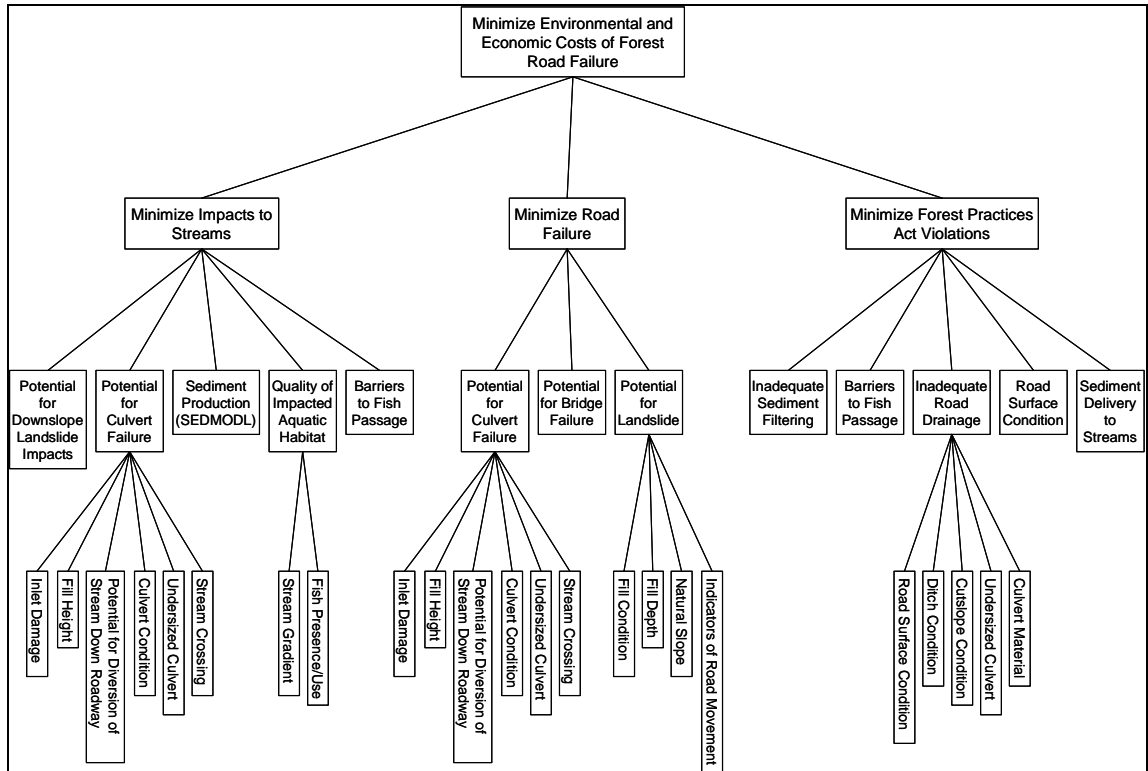 Minimize Environmental and
Economic Costs of Forest
Road Failure
Minimize Impacts to
Streams
Minimize Road
Failure
Minimize Forest Practices
Act Violations
Potential
for
Downslope
Landslide
Impacts
Potential
for Culvert
Failure
Sediment
Production
(SEDMODL)
Quality of
Impacted
Aquatic
Habitat
Barriers
to Fish
Passage
Potential
for Culvert
Failure
Potential
for Bridge
Failure
Potential
for
Landslide
Inadequate
Sediment
Filtering
Barriers
to Fish
Passage
Inadequate
Road
Drainage
Road
Surface
Condition
Sediment
Delivery
to
Streams
Inlet Damage
Fill Height
Potential for Diversion of
Stream Down Roadway
Culvert Condition
Undersized Culvert
Stream Crossing
Stream Gradient
Fish Presence/Use
Inlet Damage
Fill Height
Potential for Diversion of
Stream Down Roadway
Culvert Condition
Undersized Culvert
Stream Crossing
Fill Condition
Fill Depth
Natural Slope
Indicators of Road Movement
Road Surface Condition
Ditch Condition
Cutslope Condition
Undersized Culvert
Culvert Material